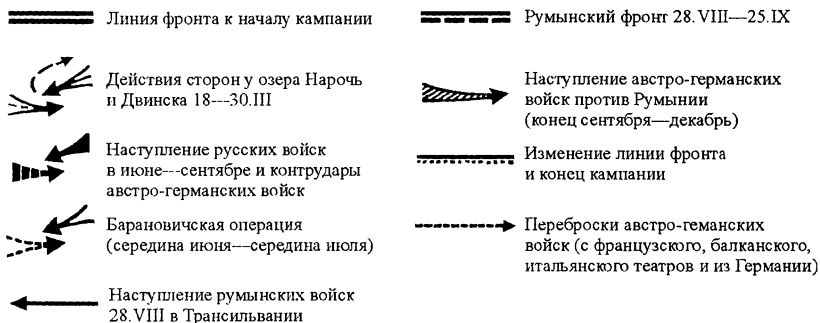 Линия фронта к началу кампании
Действия сторон у озера Нарочь
и Двинска 18---30.III
Наступление русских войск
в июне---сентябре и контрудары
австро-германских войск
Барановичская операция
(середина июня—середина июля)
Наступление румынских войск
28.VIII в Трансильвании
Румынский фронт 28.VIII—25.IX
Наступление австро-германских
войск против Румынии
(конец сентября—декабрь)
Изменение линии фронта
и конец кампании
Переброски австро-геманских
войск (с французского, балканского,
итальянского театров и из Германии)